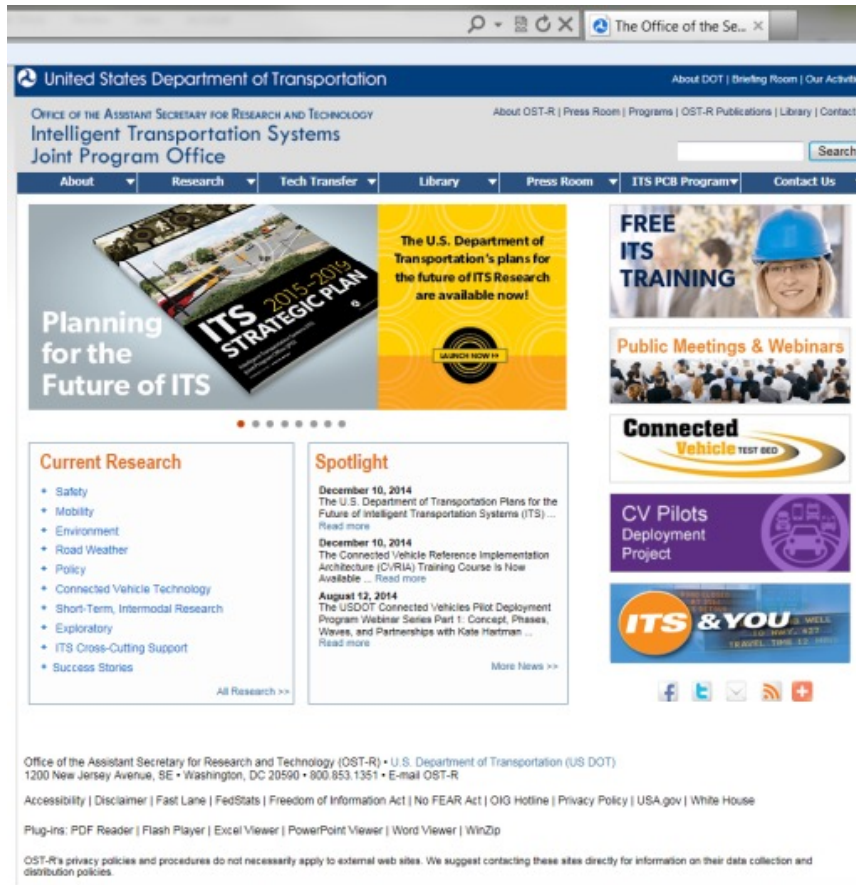 The Office of the Se...
United States Department of Transportation
About DOT | Briefing Room | Our Activiti
OFFICE OF THE ASSISTANT SECRETARY FOR RESEARCH AND TECHNOLOGY
About OST-R | Press Room | Programs | OST-R Publications | Library | Contact
Intelligent Transportation Systems
Joint Program Office
Search
About Research Tech Transfer Library Press Room ITS PCB Program Contact Us
Planning
for the
Future of ITS
ITS 2015-2019
STRATEGIC PLAN
The U.S. Department of
Transportation's plans for
the future of ITS Research
are available now!
LAUNCH NOW >>
FREE
ITS
TRAINING
Public Meetings & Webinars
Connected
Vehicle TEST BED
CV Pilots
Deployment
Project
ITS & YOU
TRAVEL TIME 12
Current Research
Safety
Mobility
Environment
Road Weather
Policy
Connected Vehicle Technology
Short-Term, Intermodal Research
Exploratory
ITS Cross-Cutting Support
Success Stories
All Research >>
Spotlight
December 10, 2014
The U.S. Department of Transportation Plans for the
Future of Intelligent Transportation Systems (ITS) ...
Read more
December 10, 2014
The Connected Vehicle Reference Implementation
Architecture (CVRIA) Training Course Is Now
Available ... Read more
August 12, 2014
The USDOT Connected Vehicles Pilot Deployment
Program Webinar Series Part 1: Concept, Phases,
Waves, and Partnerships with Kate Hartman ...
Read more
More News >>
Office of the Assistant Secretary for Research and Technology (OST-R) • U.S. Department of Transportation (US DOT)
1200 New Jersey Avenue, SE • Washington, DC 20590 • 800.853.1351 • E-mail OST-R
Accessibility | Disclaimer | Fast Lane | FedStats | Freedom of Information Act | No FEAR Act | OIG Hotline | Privacy Policy | USA.gov | White House
Plug-ins: PDF Reader | Flash Player | Excel Viewer | PowerPoint Viewer | Word Viewer | WinZip
OST-R's privacy policies and procedures do not necessarily apply to external web sites. We suggest contacting these sites directly for information on their data collection and
distribution policies.